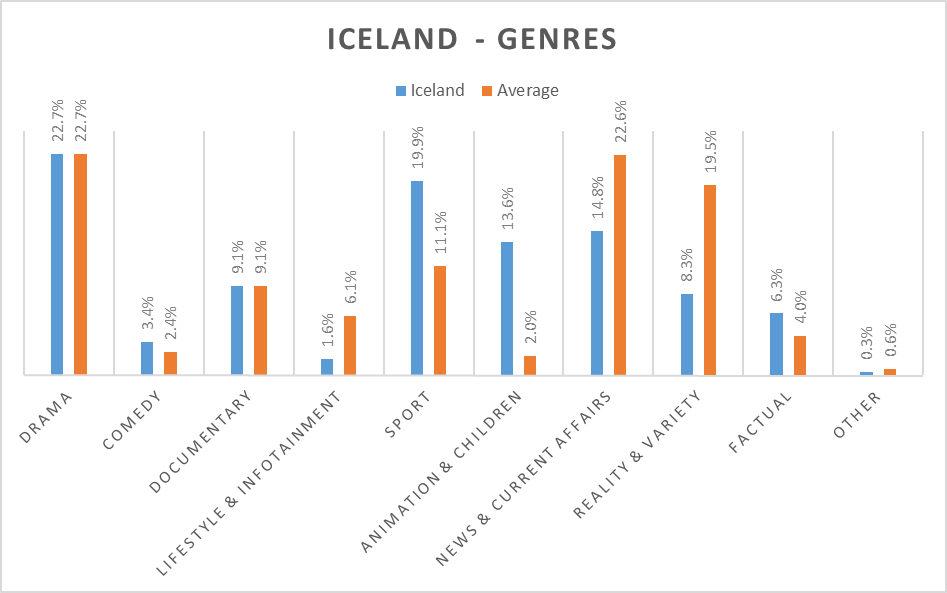 ICELAND - GENRES
Iceland Average
22.7% 22.7%
3.4% 2.4%
9.1% 9.1%
1.6% 6.1%
19.9% 11.1%
13.6% 2.0%
14.8% 22.6%
8.3% 19.5%
6.3% 4.0%
0.3% 0.6%
DRAMA
COMEDY
DOCUMENTARY
LIFESTYLE & INFOTAINMENT
SPORT
ANIMATION & CHILDREN
NEWS & CURRENT AFFAIRS
REALITY & VARIETY
FACTUAL
OTHER